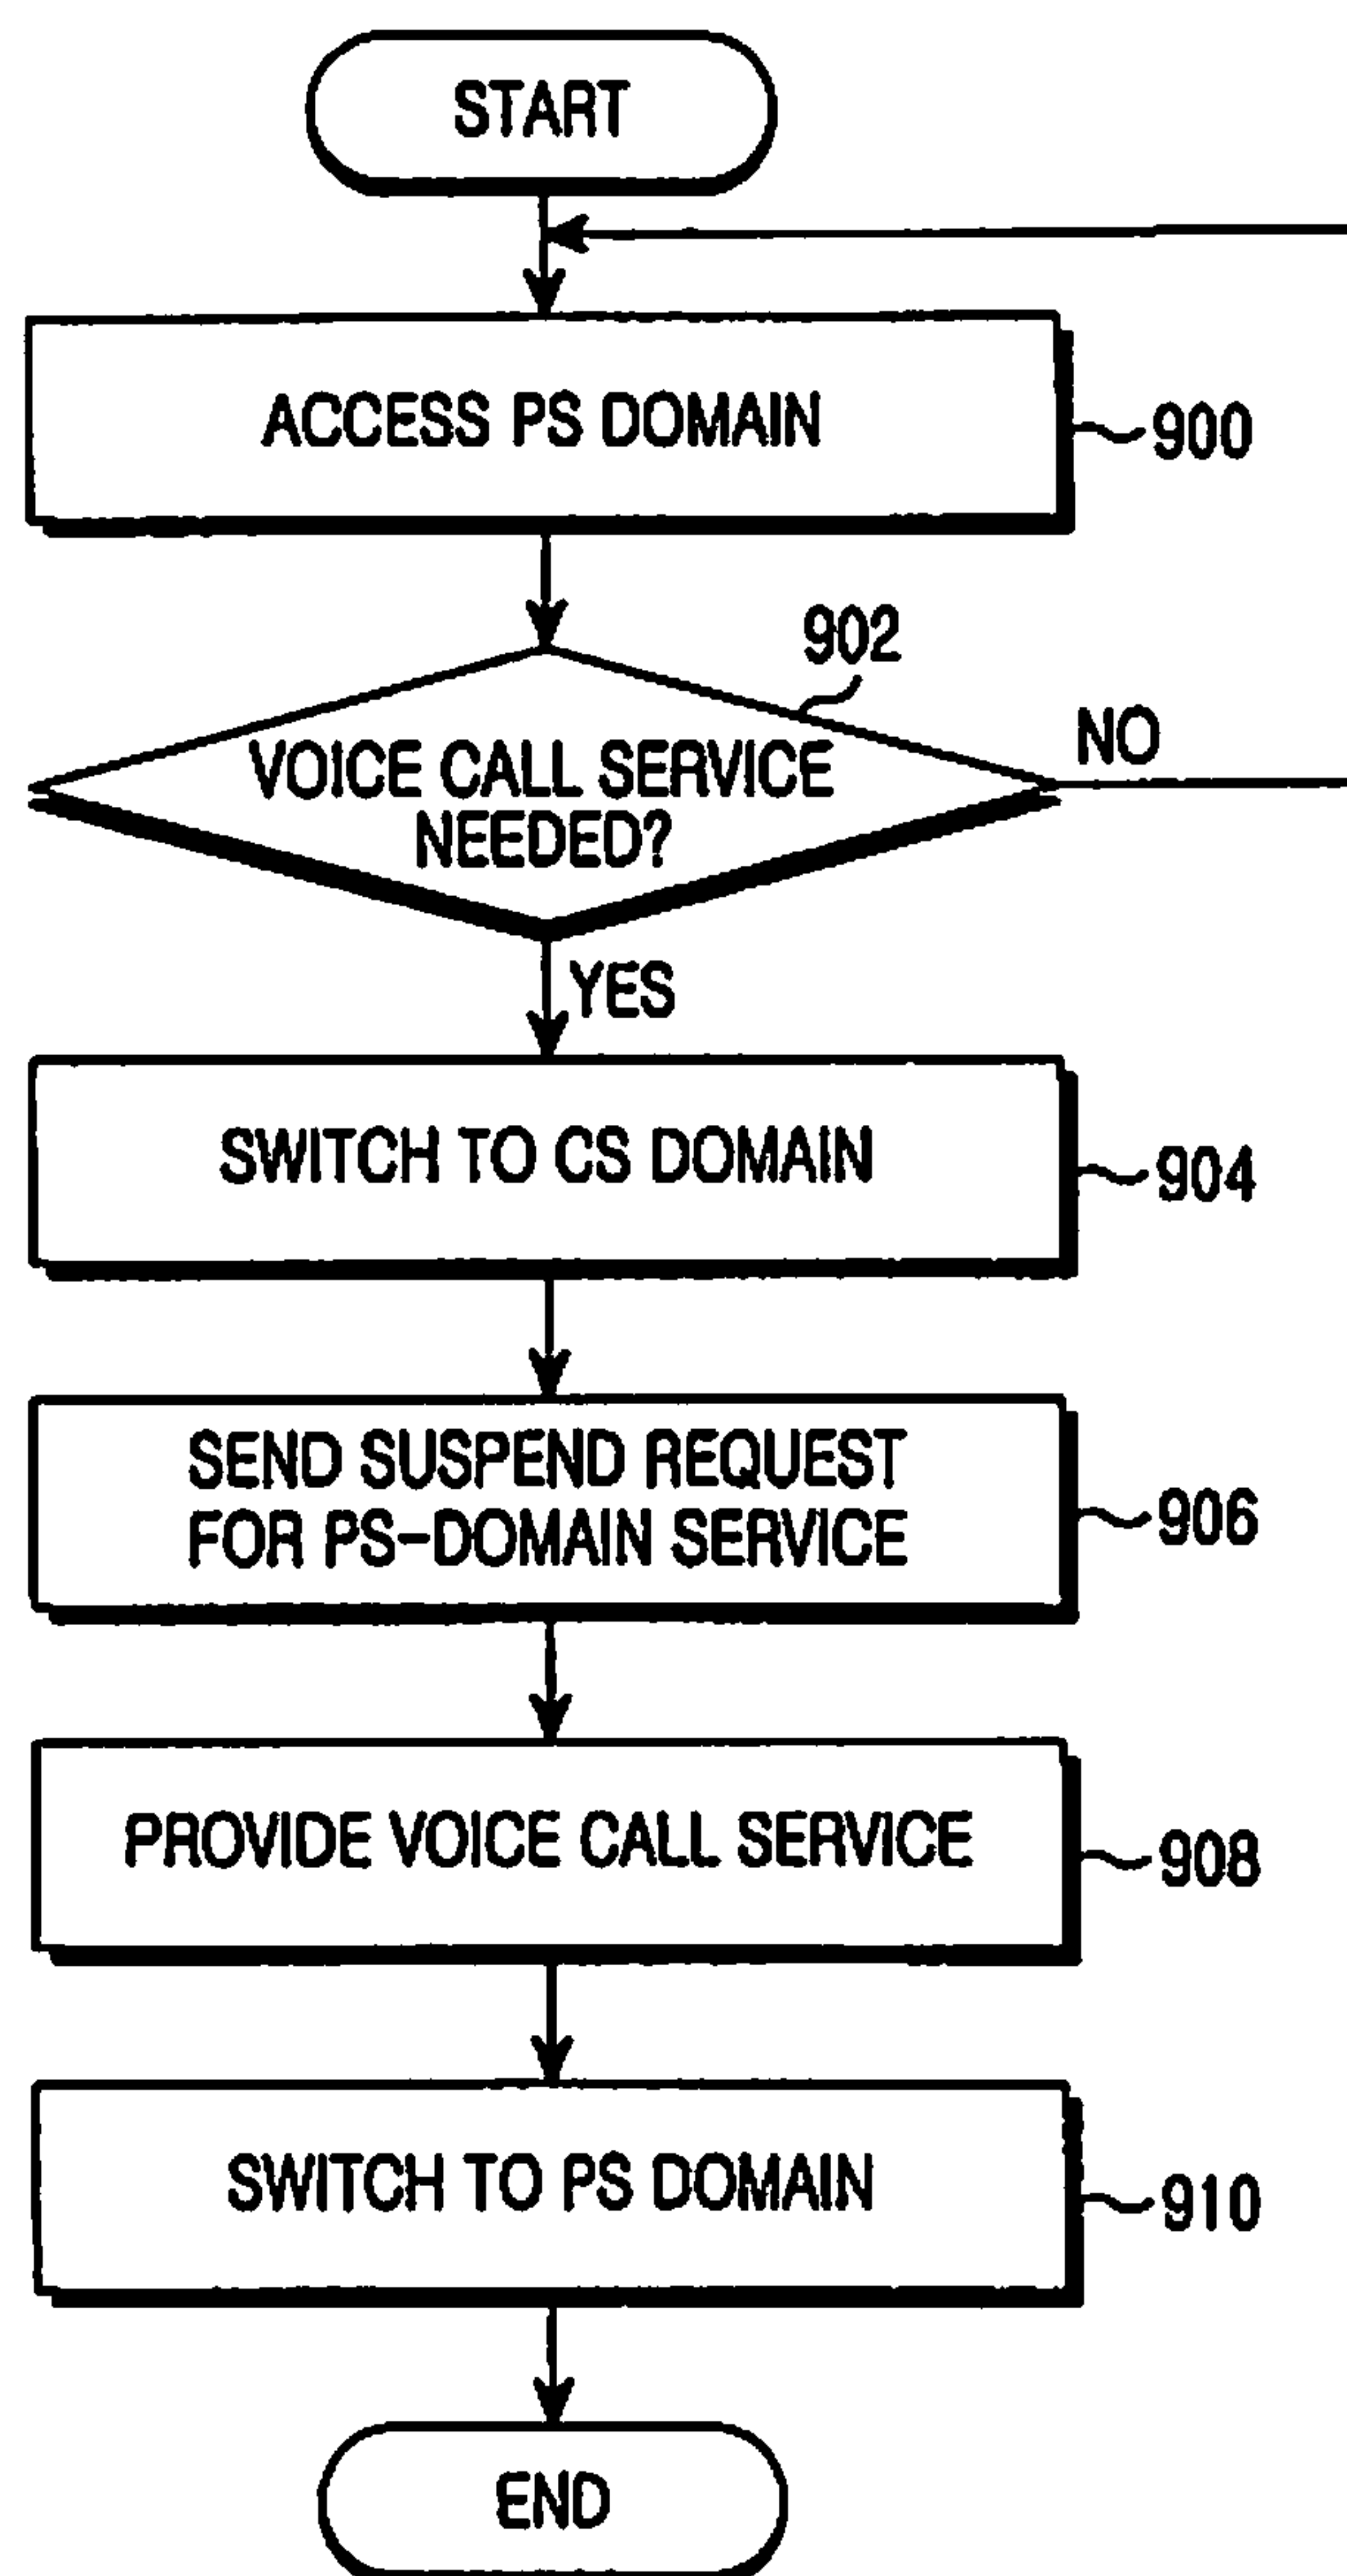 START
ACCESS PS DOMAIN
900
902
VOICE CALL SERVICE
NEEDED?
NO
YES
SWITCH TO CS DOMAIN
904
SEND SUSPEND REQUEST
FOR PS-DOMAIN SERVICE
906
PROVIDE VOICE CALL SERVICE
908
SWITCH TO PS DOMAIN
910
END